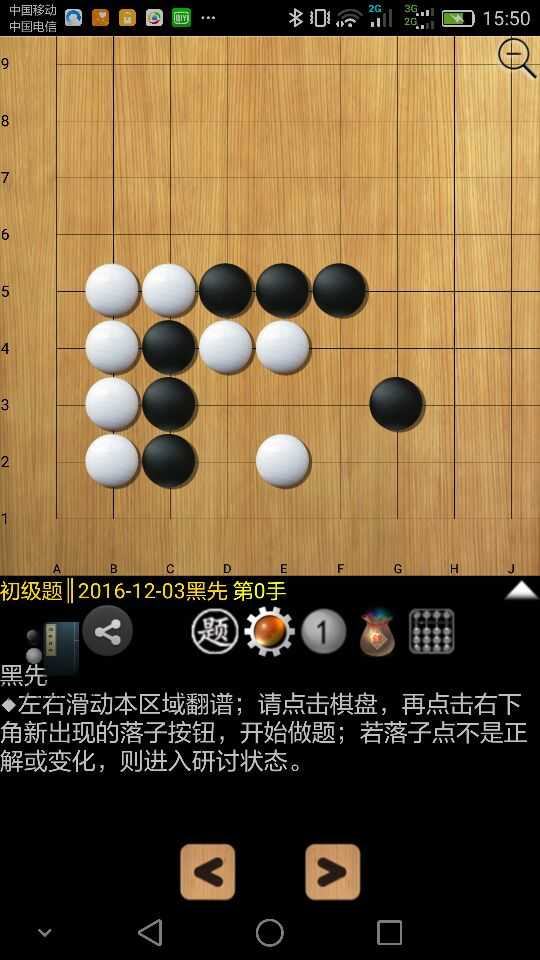 中国移动
中国电信
iQIYI
2G
3G
2G
15:50
9
8
7
6
5
4
3
2
1
A B C D E F G H J
初级题‖2016-12-03黑先 第0手
题
1
黑先
◆左右滑动本区域翻谱；请点击棋盘，再点击右下
角新出现的落子按钮，开始做题；若落子点不是正
解或变化，则进入研讨状态。